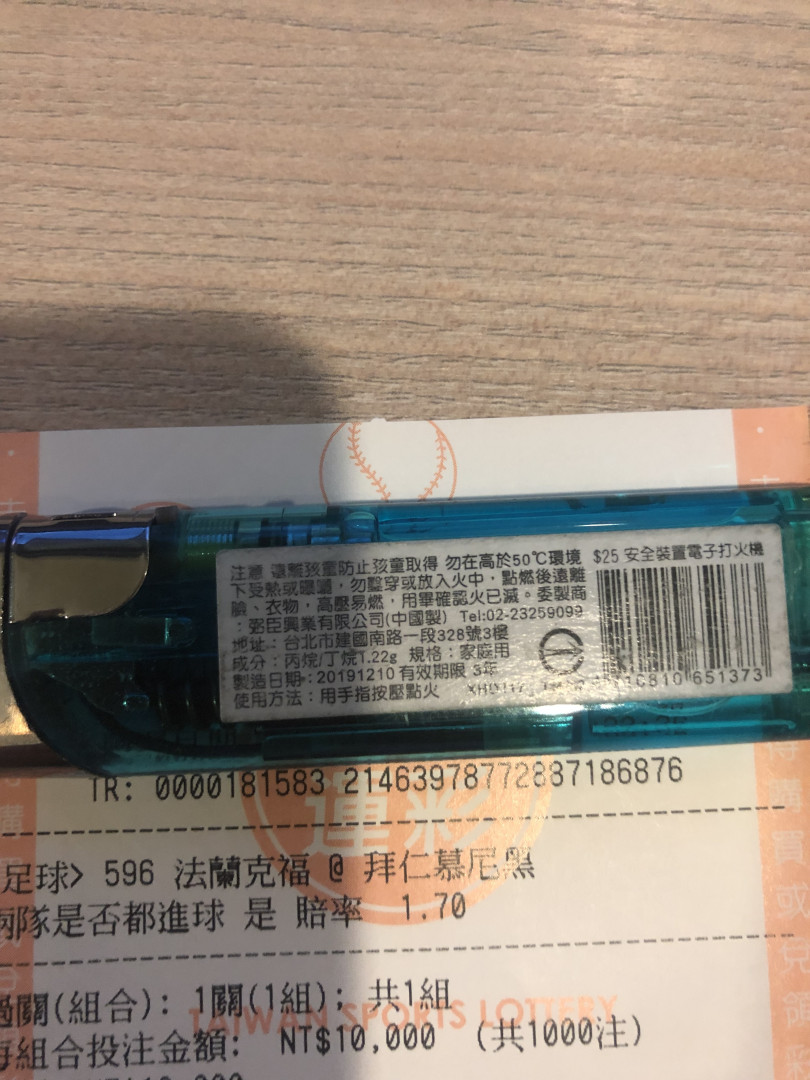 注意 遠離孩童防止孩童取得 勿在高於50℃環境
下受熱或曝曬，勿擊穿或放入火中，點燃後遠離
臉、衣物，高壓易燃，用畢確認火已滅。委製商
：弼臣興業有限公司(中國製) Tel:02-23259099
地址：台北市建國南路一段328號3樓
成分：丙烷/丁烷1.22g 規格：家庭用
製造日期：20191210 有效期限 3年
使用方法：用手指按壓點火
$25 安全裝置電子打火機
810 651373
TR: 0000181583 21463978772887186876
運彩
足球> 596 法蘭克福 @ 拜仁慕尼黑
兩隊是否都進球 是 賠率 1.70
過關(組合): 1關(1組); 共1組
TAIWAN SPORTS LOTTERY
每組合投注金額: NT$10,000 (共1000注)